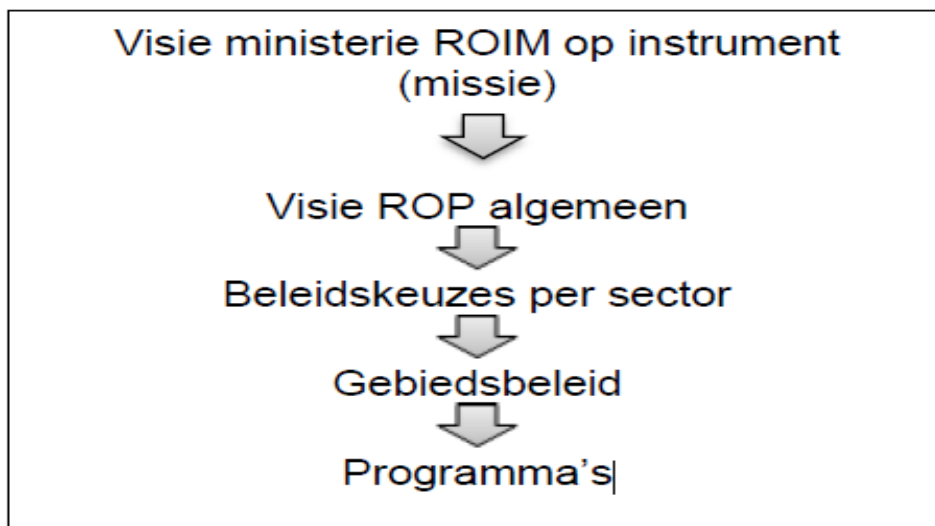 Visie ministerie ROIM op instrument
(missie)
Visie ROP algemeen
Beleidskeuzes per sector
Gebiedsbeleid
Programma's